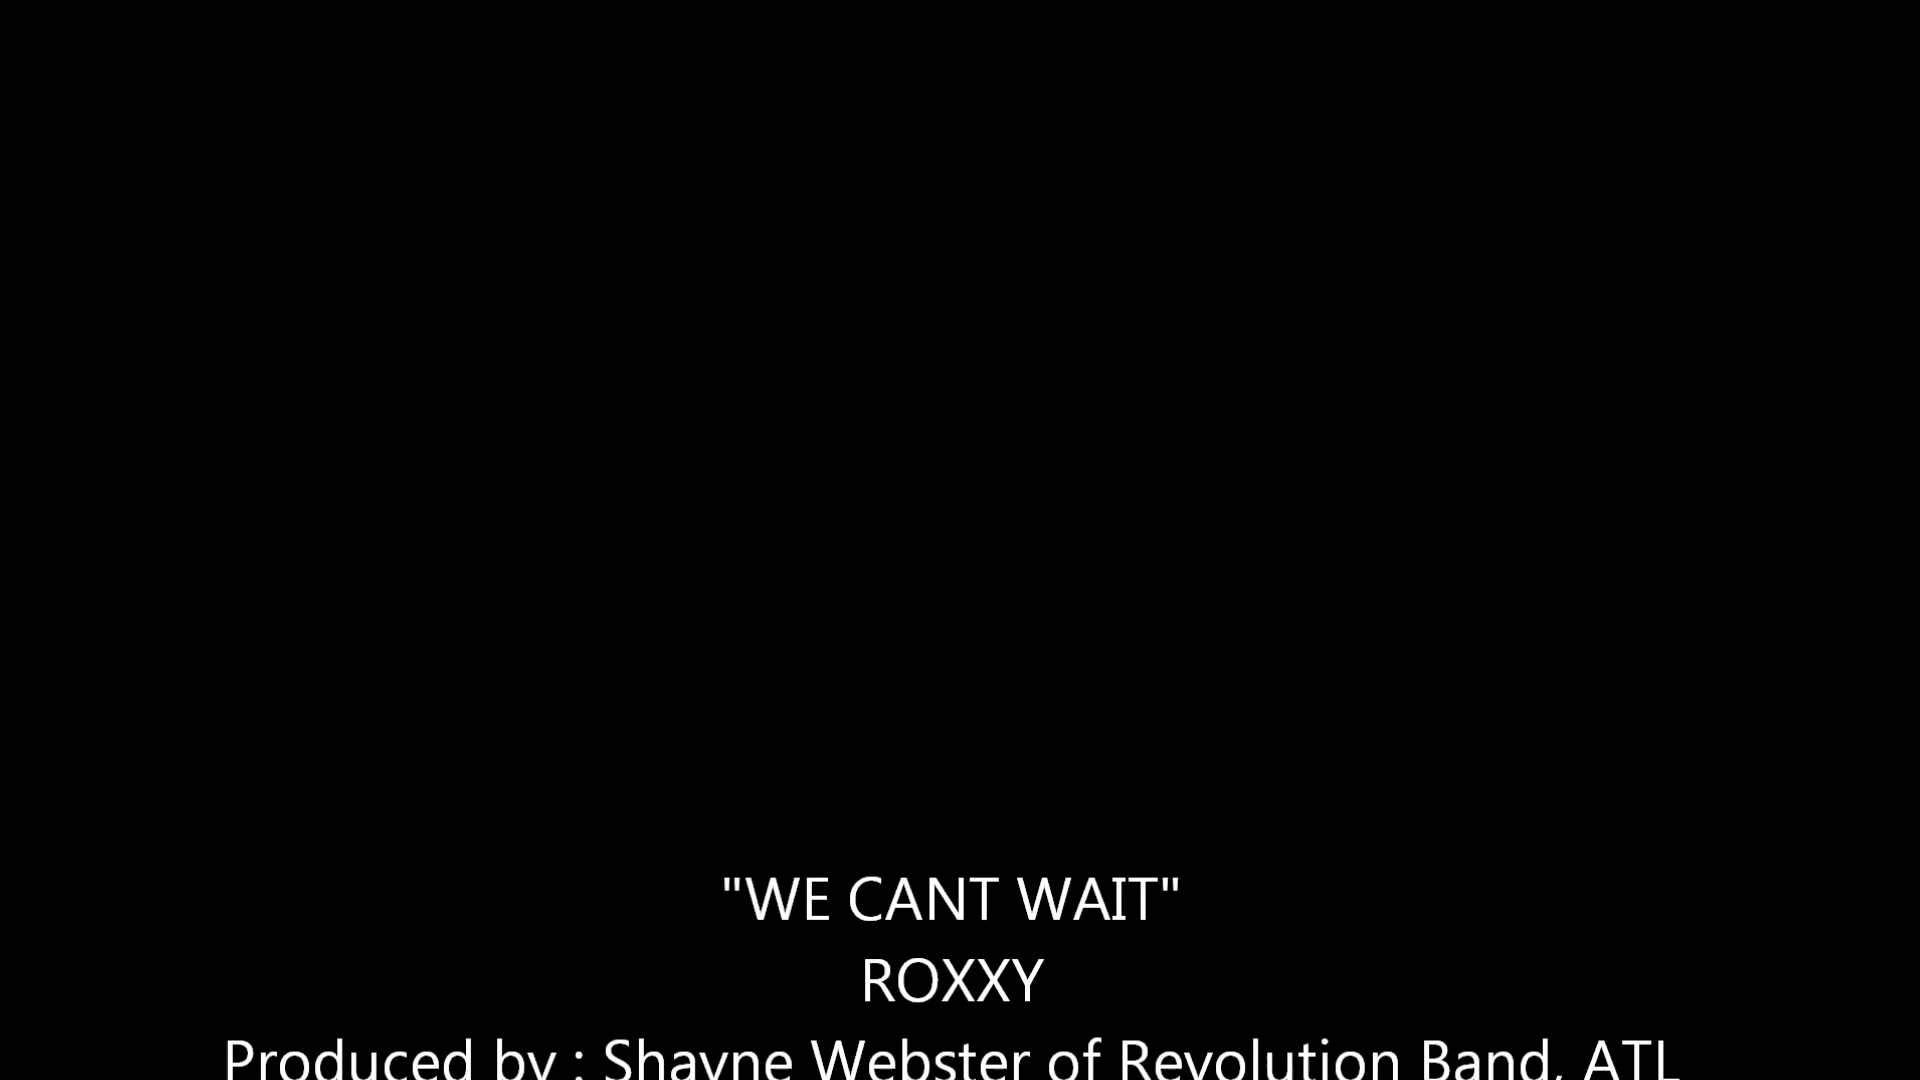 "WE CANT WAIT"
ROXXY
Produced by : Shayne Webster of Revolution Band, ATL